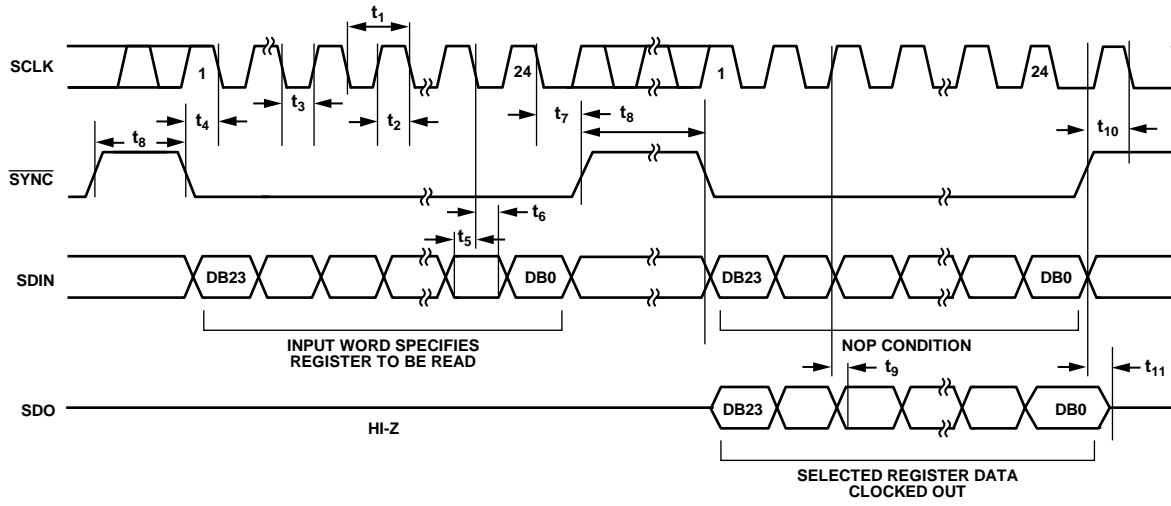 t1
SCLK
1
24
1
24
t3
t4
t2
t7
t8
t10
t8
SYNC
t6
t5
SDIN
DB23
DB0
DB23
DB0
INPUT WORD SPECIFIES
REGISTER TO BE READ
NOP CONDITION
t9
t11
SDO
DB23
DB0
HI-Z
SELECTED REGISTER DATA
CLOCKED OUT